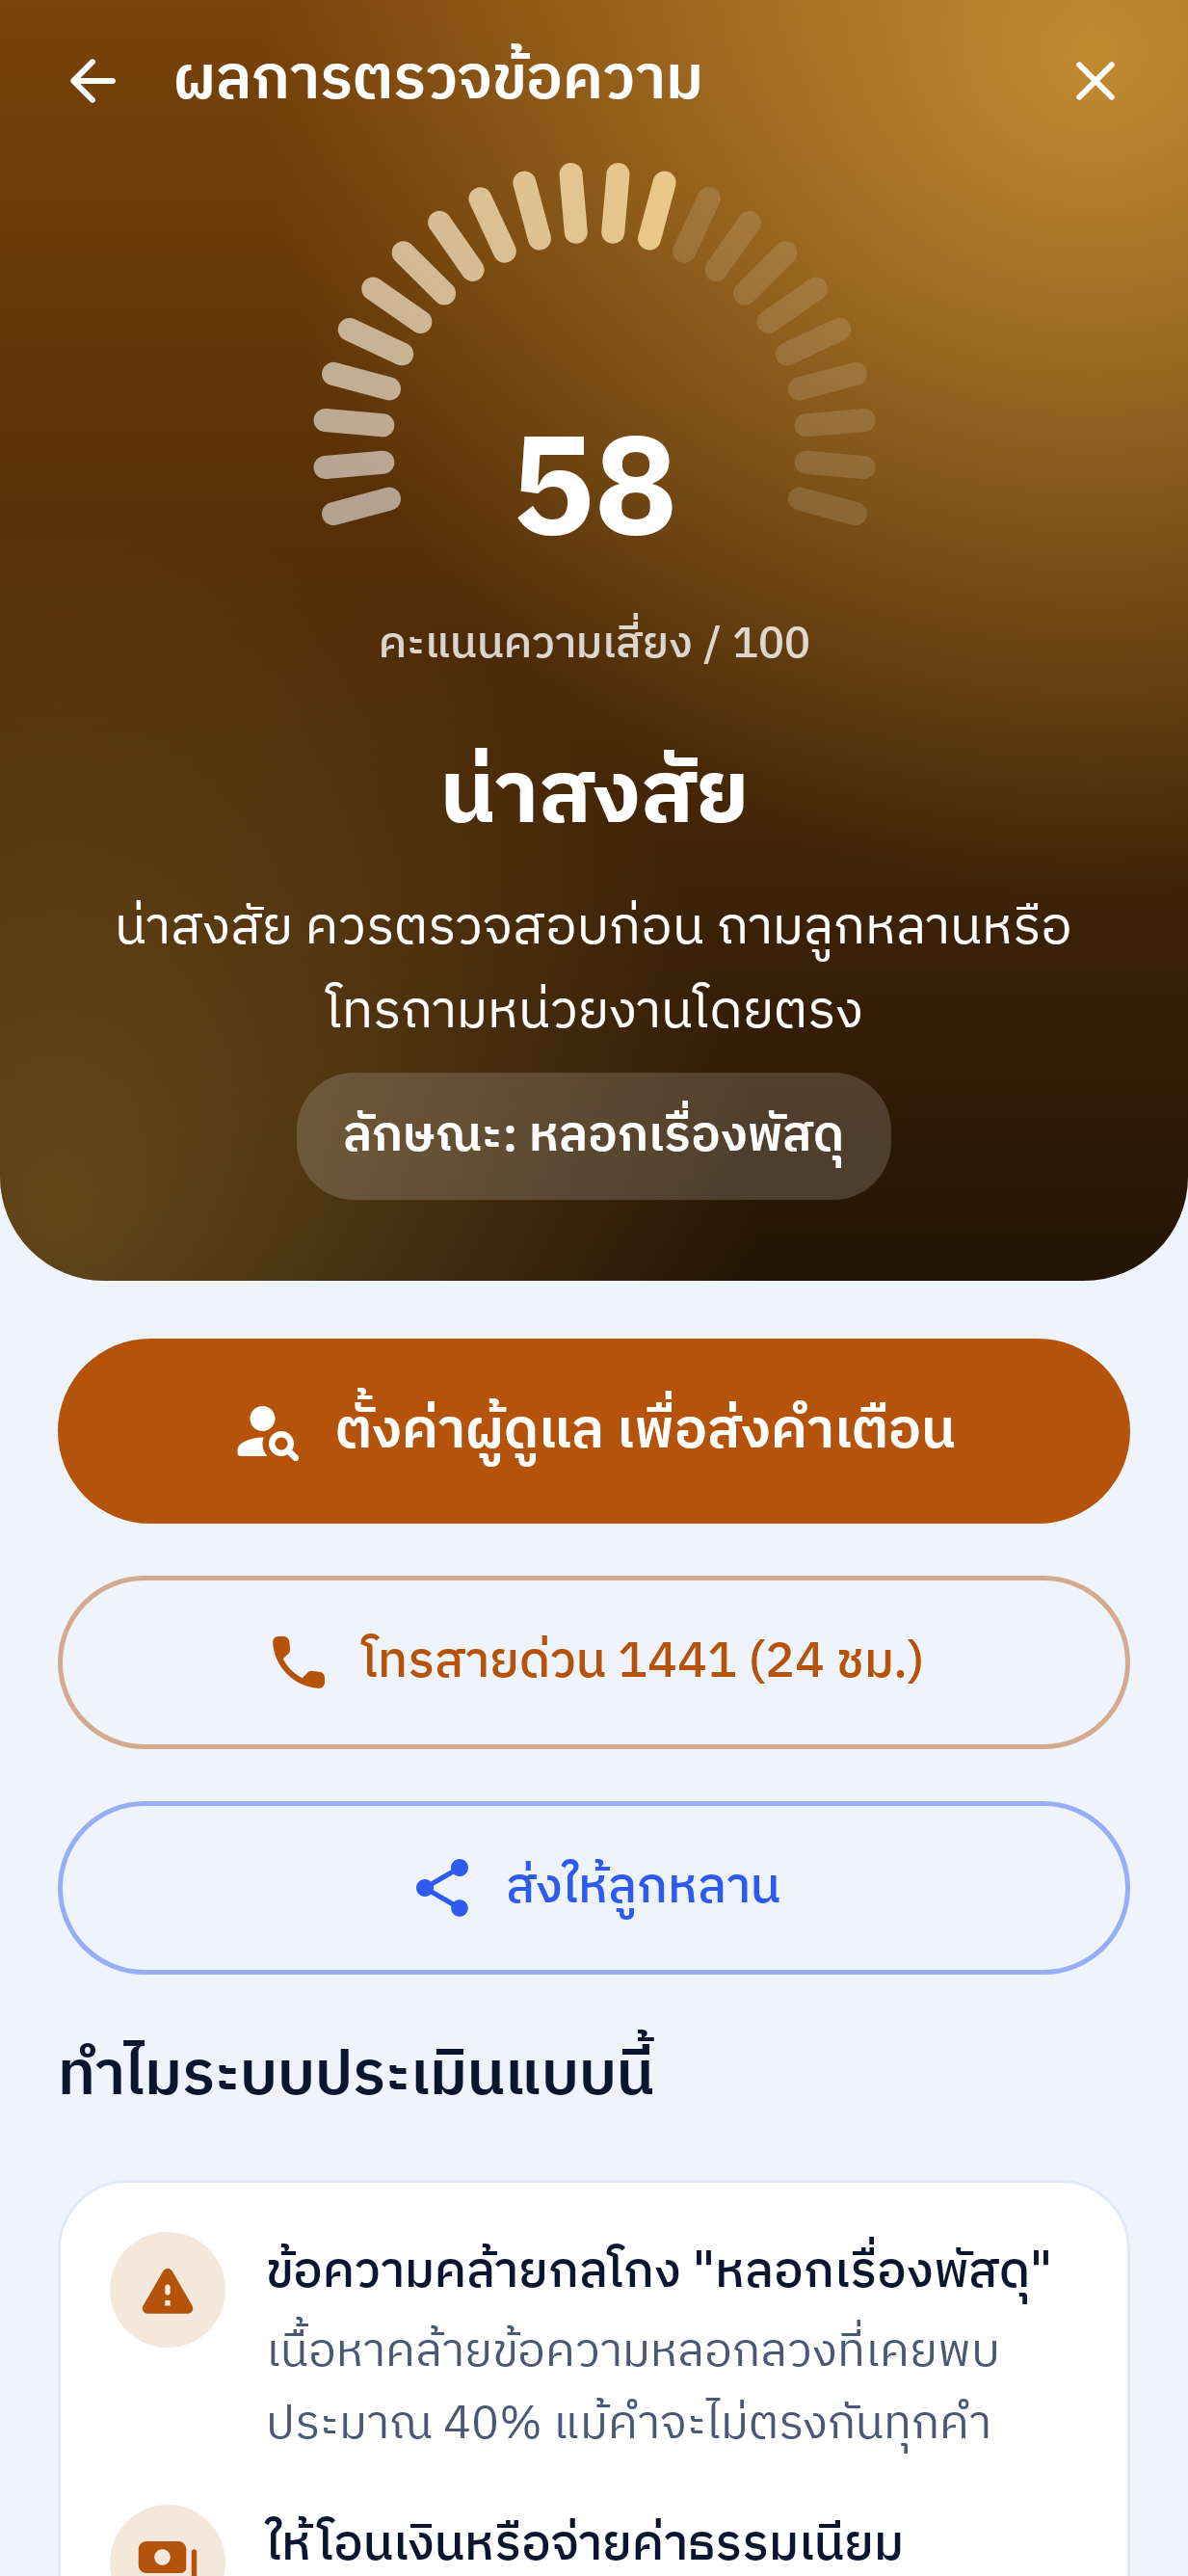 ผลการตรวจข้อความ
58
คะแนนความเสี่ยง / 100
น่าสงสัย
น่าสงสัย ควรตรวจสอบก่อน ถามลูกหลานหรือ
โทรถามหน่วยงานโดยตรง
ลักษณะ: หลอกเรื่องพัสดุ
ตั้งค่าผู้ดูแล เพื่อส่งคำเตือน
โทรสายด่วน 1441 (24 ชม.)
ส่งให้ลูกหลาน
ทำไมระบบประเมินแบบนี้
ข้อความคล้ายกลโกง "หลอกเรื่องพัสดุ"
เนื้อหาคล้ายข้อความหลอกลวงที่เคยพบ
ประมาณ 40% แม้คำจะไม่ตรงกันทุกคำ
ให้โอนเงินหรือจ่ายค่าธรรมเนียม